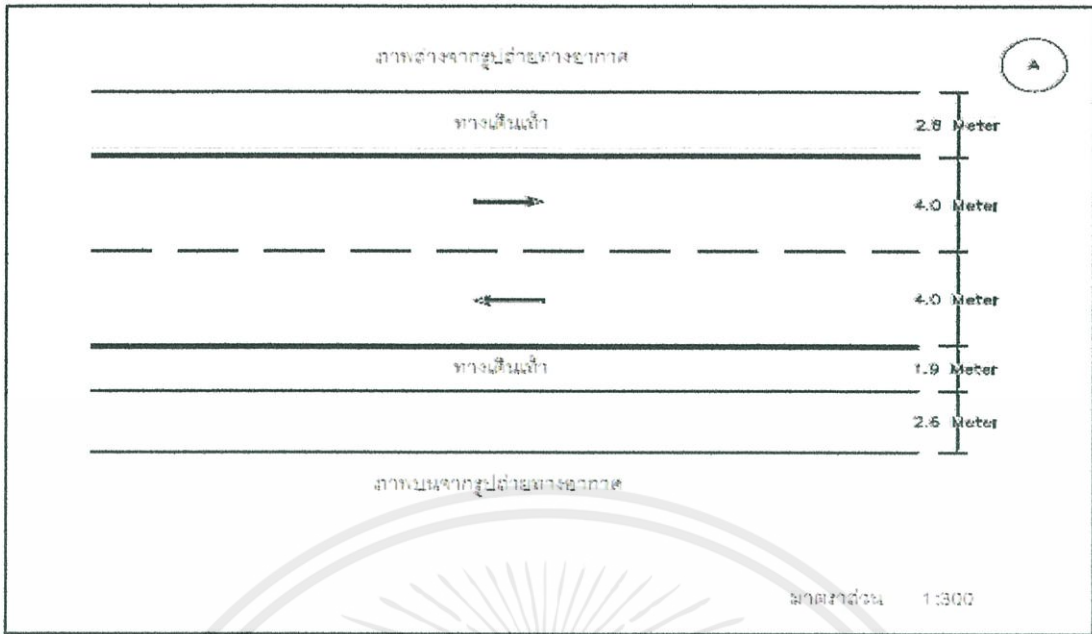 ภาพล่างจากรูปถ่ายทางอากาศ
A
ทางเดินเท้า
2.8 Meter
4.0 Meter
4.0 Meter
ทางเดินเท้า
1.9 Meter
2.6 Meter
ภาพบนจากรูปถ่ายทางอากาศ
มาตราส่วน 1:300